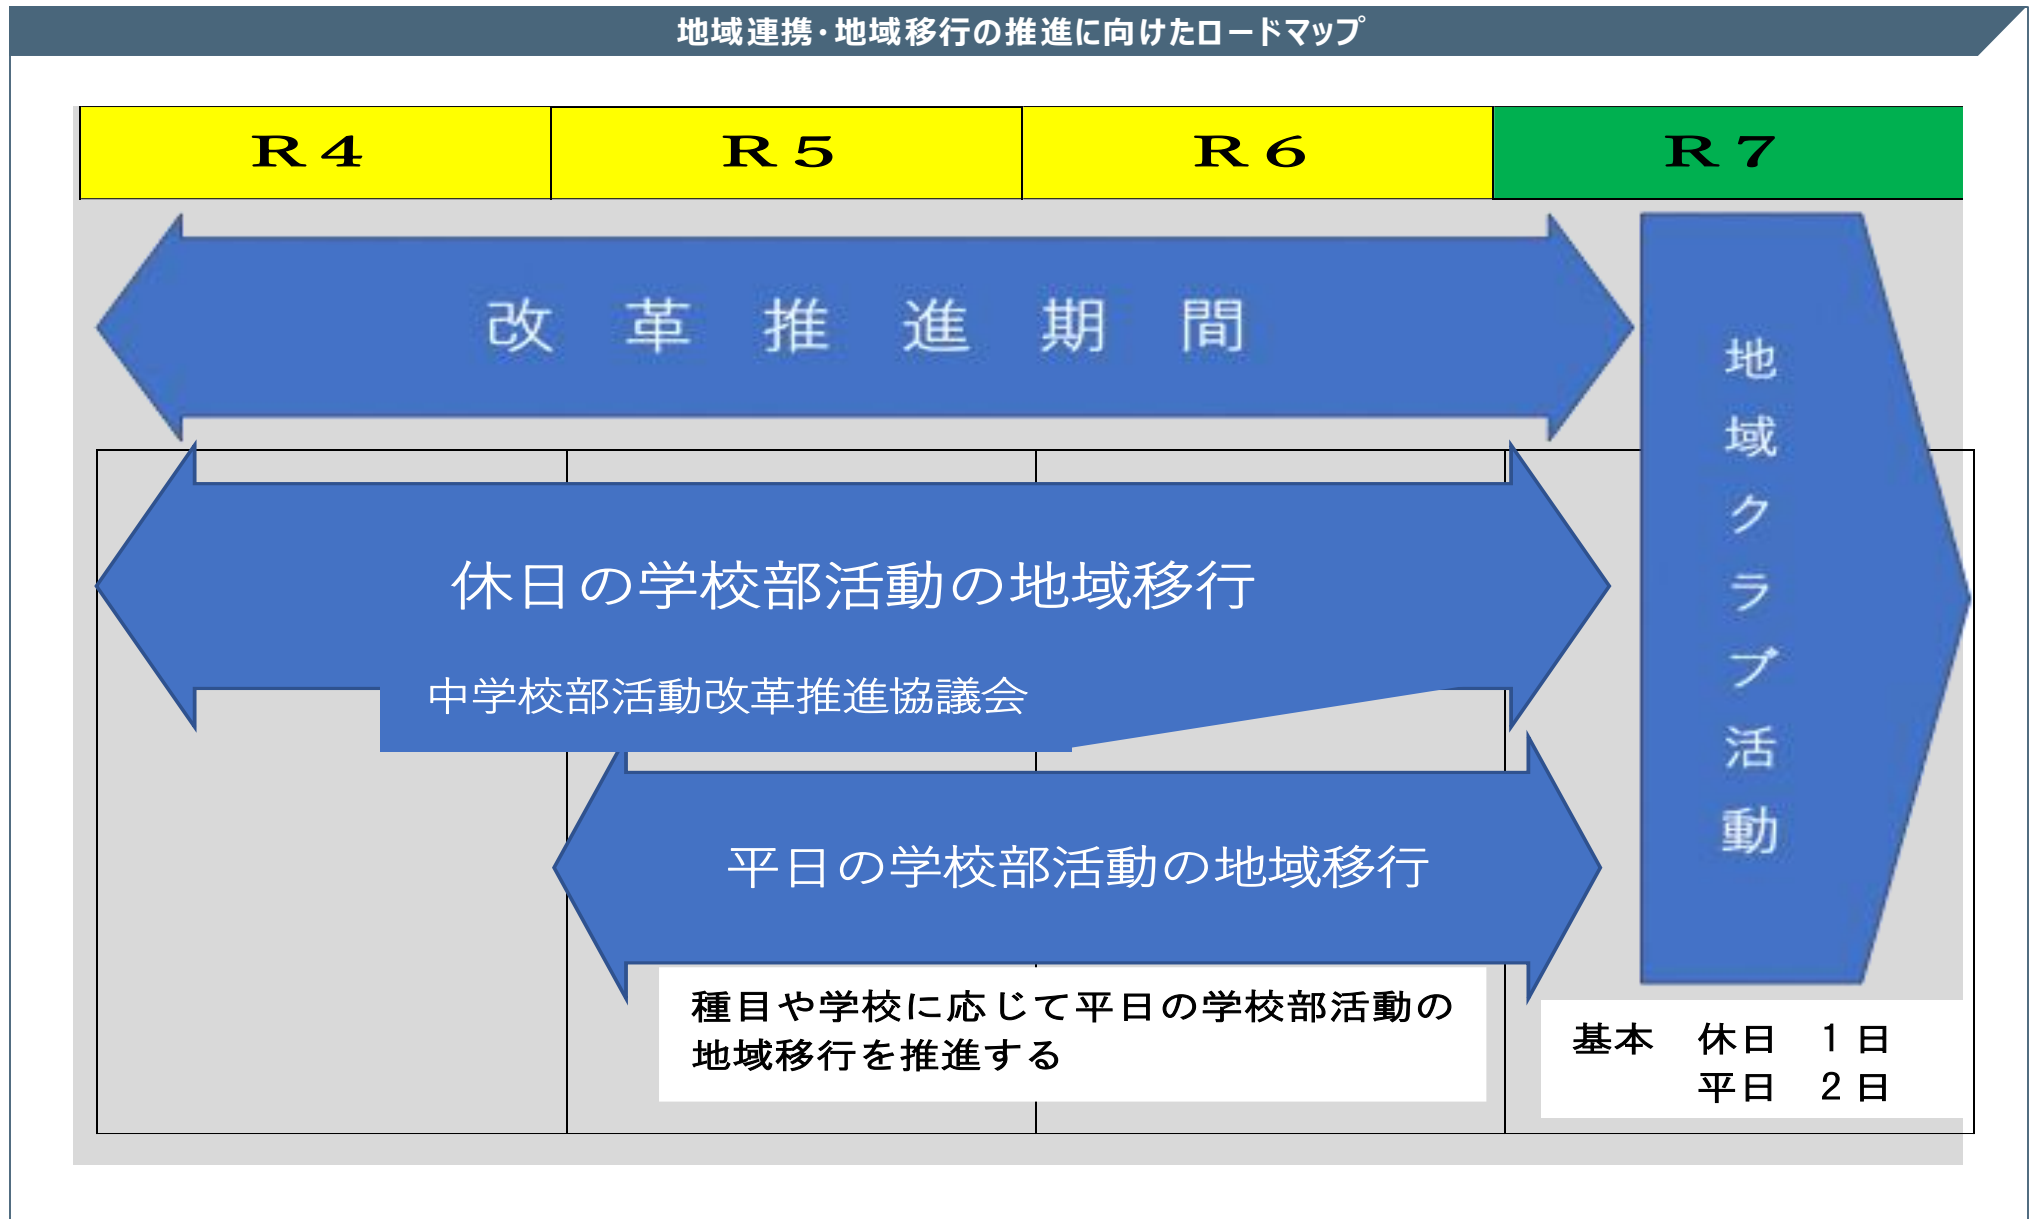 地域連携・地域移行の推進に向けたロードマップ
R4
R5
R6
R7
改革推進期間
地域クラブ活動
休日の学校部活動の地域移行
中学校部活動改革推進協議会
平日の学校部活動の地域移行
種目や学校に応じて平日の学校部活動の
地域移行を推進する
基本 休日 1日
平日 2日